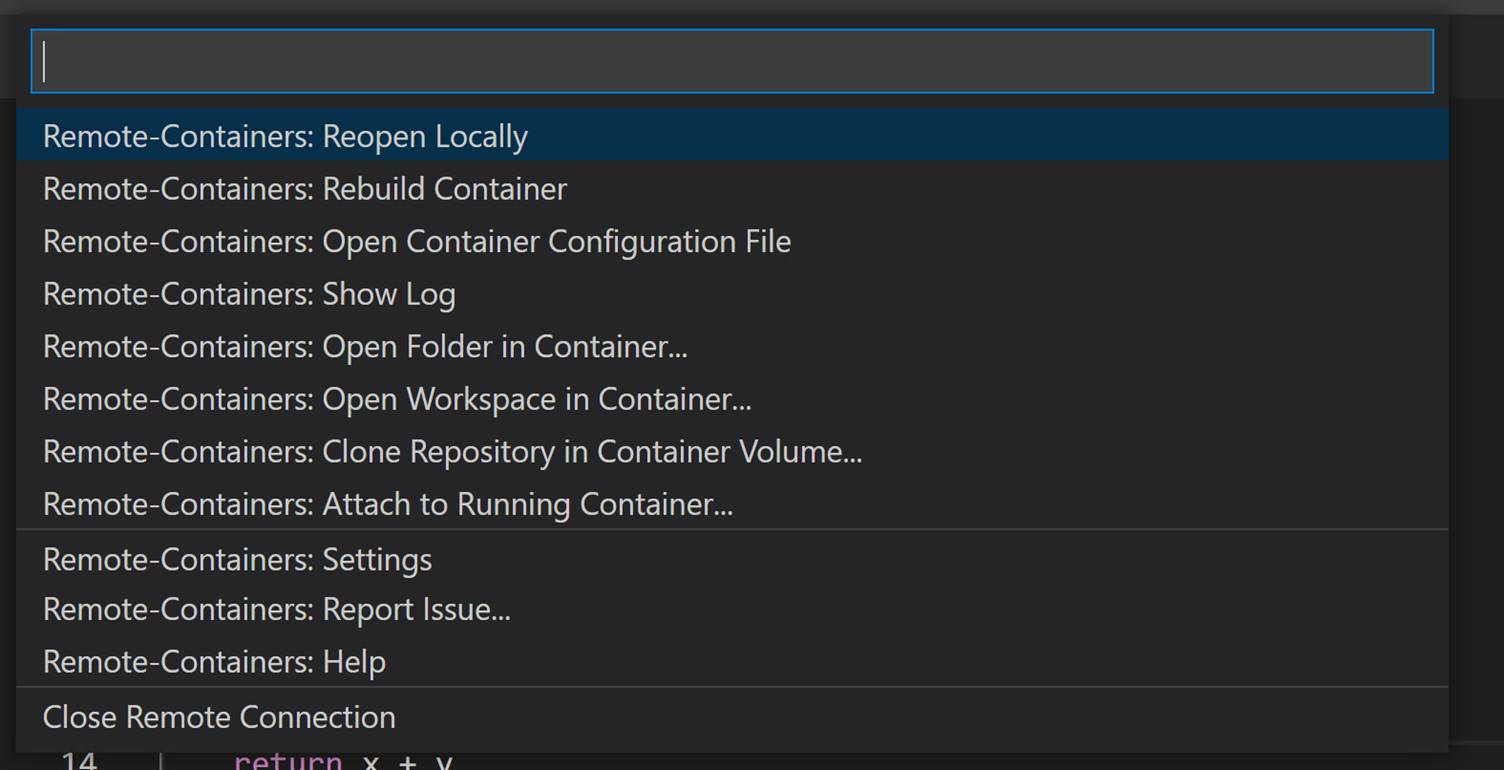 Remote-Containers: Reopen Locally
Remote-Containers: Rebuild Container
Remote-Containers: Open Container Configuration File
Remote-Containers: Show Log
Remote-Containers: Open Folder in Container...
Remote-Containers: Open Workspace in Container...
Remote-Containers: Clone Repository in Container Volume...
Remote-Containers: Attach to Running Container...
Remote-Containers: Settings
Remote-Containers: Report Issue...
Remote-Containers: Help
Close Remote Connection
14 return x + y